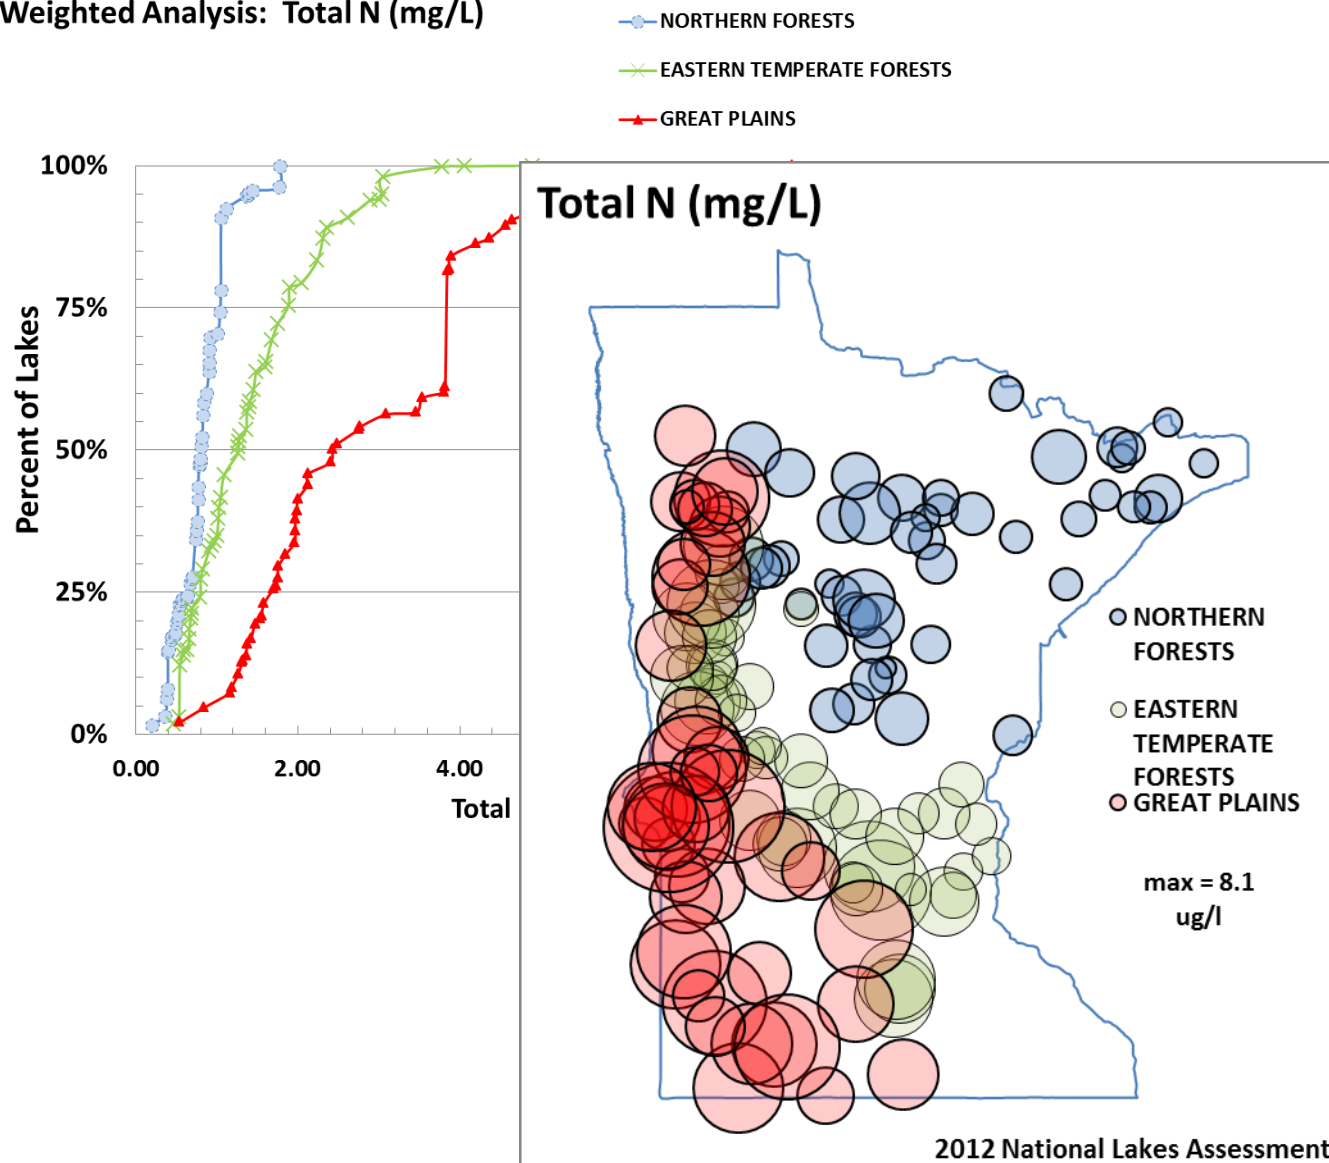 Weighted Analysis: Total N (mg/L)
NORTHERN FORESTS
EASTERN TEMPERATE FORESTS
GREAT PLAINS
100%
75%
50%
25%
0%
Percent of Lakes
0.00
2.00
4.00
Total
Total N (mg/L)
NORTHERN
FORESTS
EASTERN
TEMPERATE
FORESTS
GREAT PLAINS
max = 8.1
ug/l
2012 National Lakes Assessment